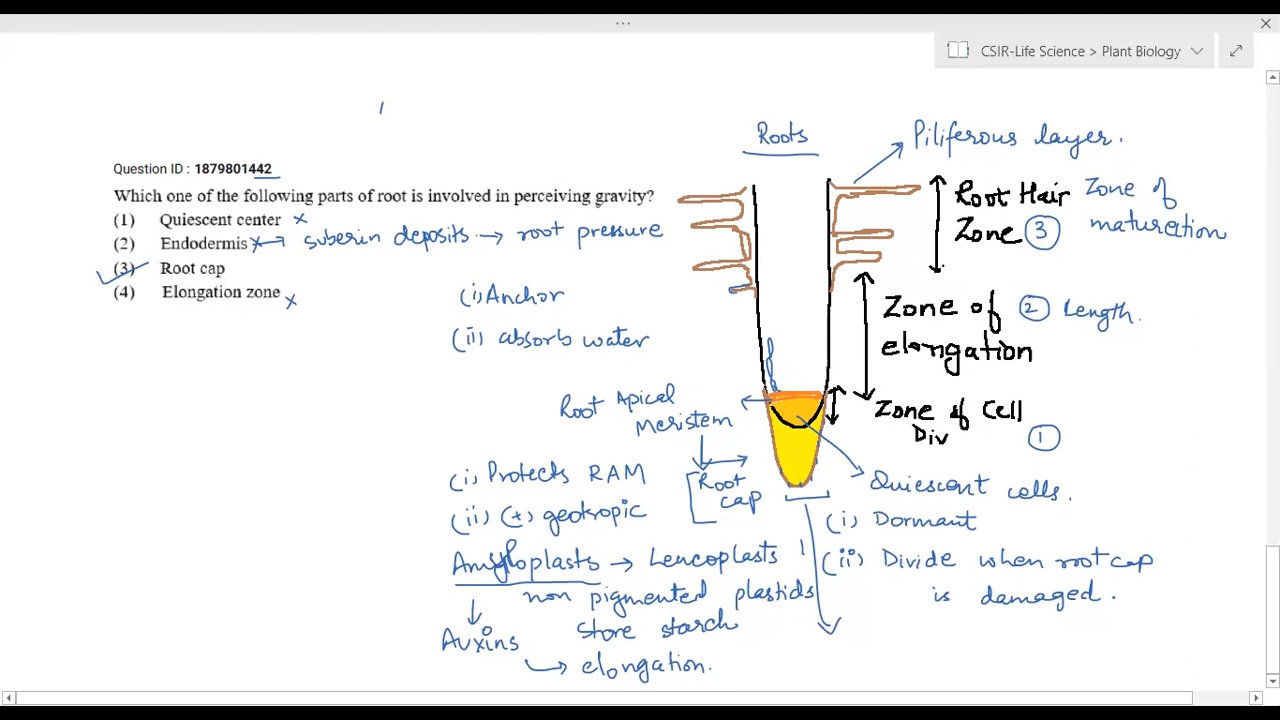 CSIR-Life Science > Plant Biology
Question ID : 1879801442
Which one of the following parts of root is involved in perceiving gravity?
(1) Quiescent center x
(2) Endodermis x → suberin deposits → root pressure
(3) Root cap
(4) Elongation zone x
(i) Anchor
(ii) absorb water
Roots
Piliferous layer.
Root Hair Zone of
Zone 3 maturation
Zone of 2 Length.
elongation
Zone of Cell
Div 1
Root Apical
Meristem
Root
cap
(i) Protects RAM
(ii) (+) geotropic
Amyloplasts → Leucoplasts
non pigmented plastids
store starch
Auxins
→ elongation.
Quiescent cells.
(i) Dormant
(ii) Divide when root cap
is damaged.